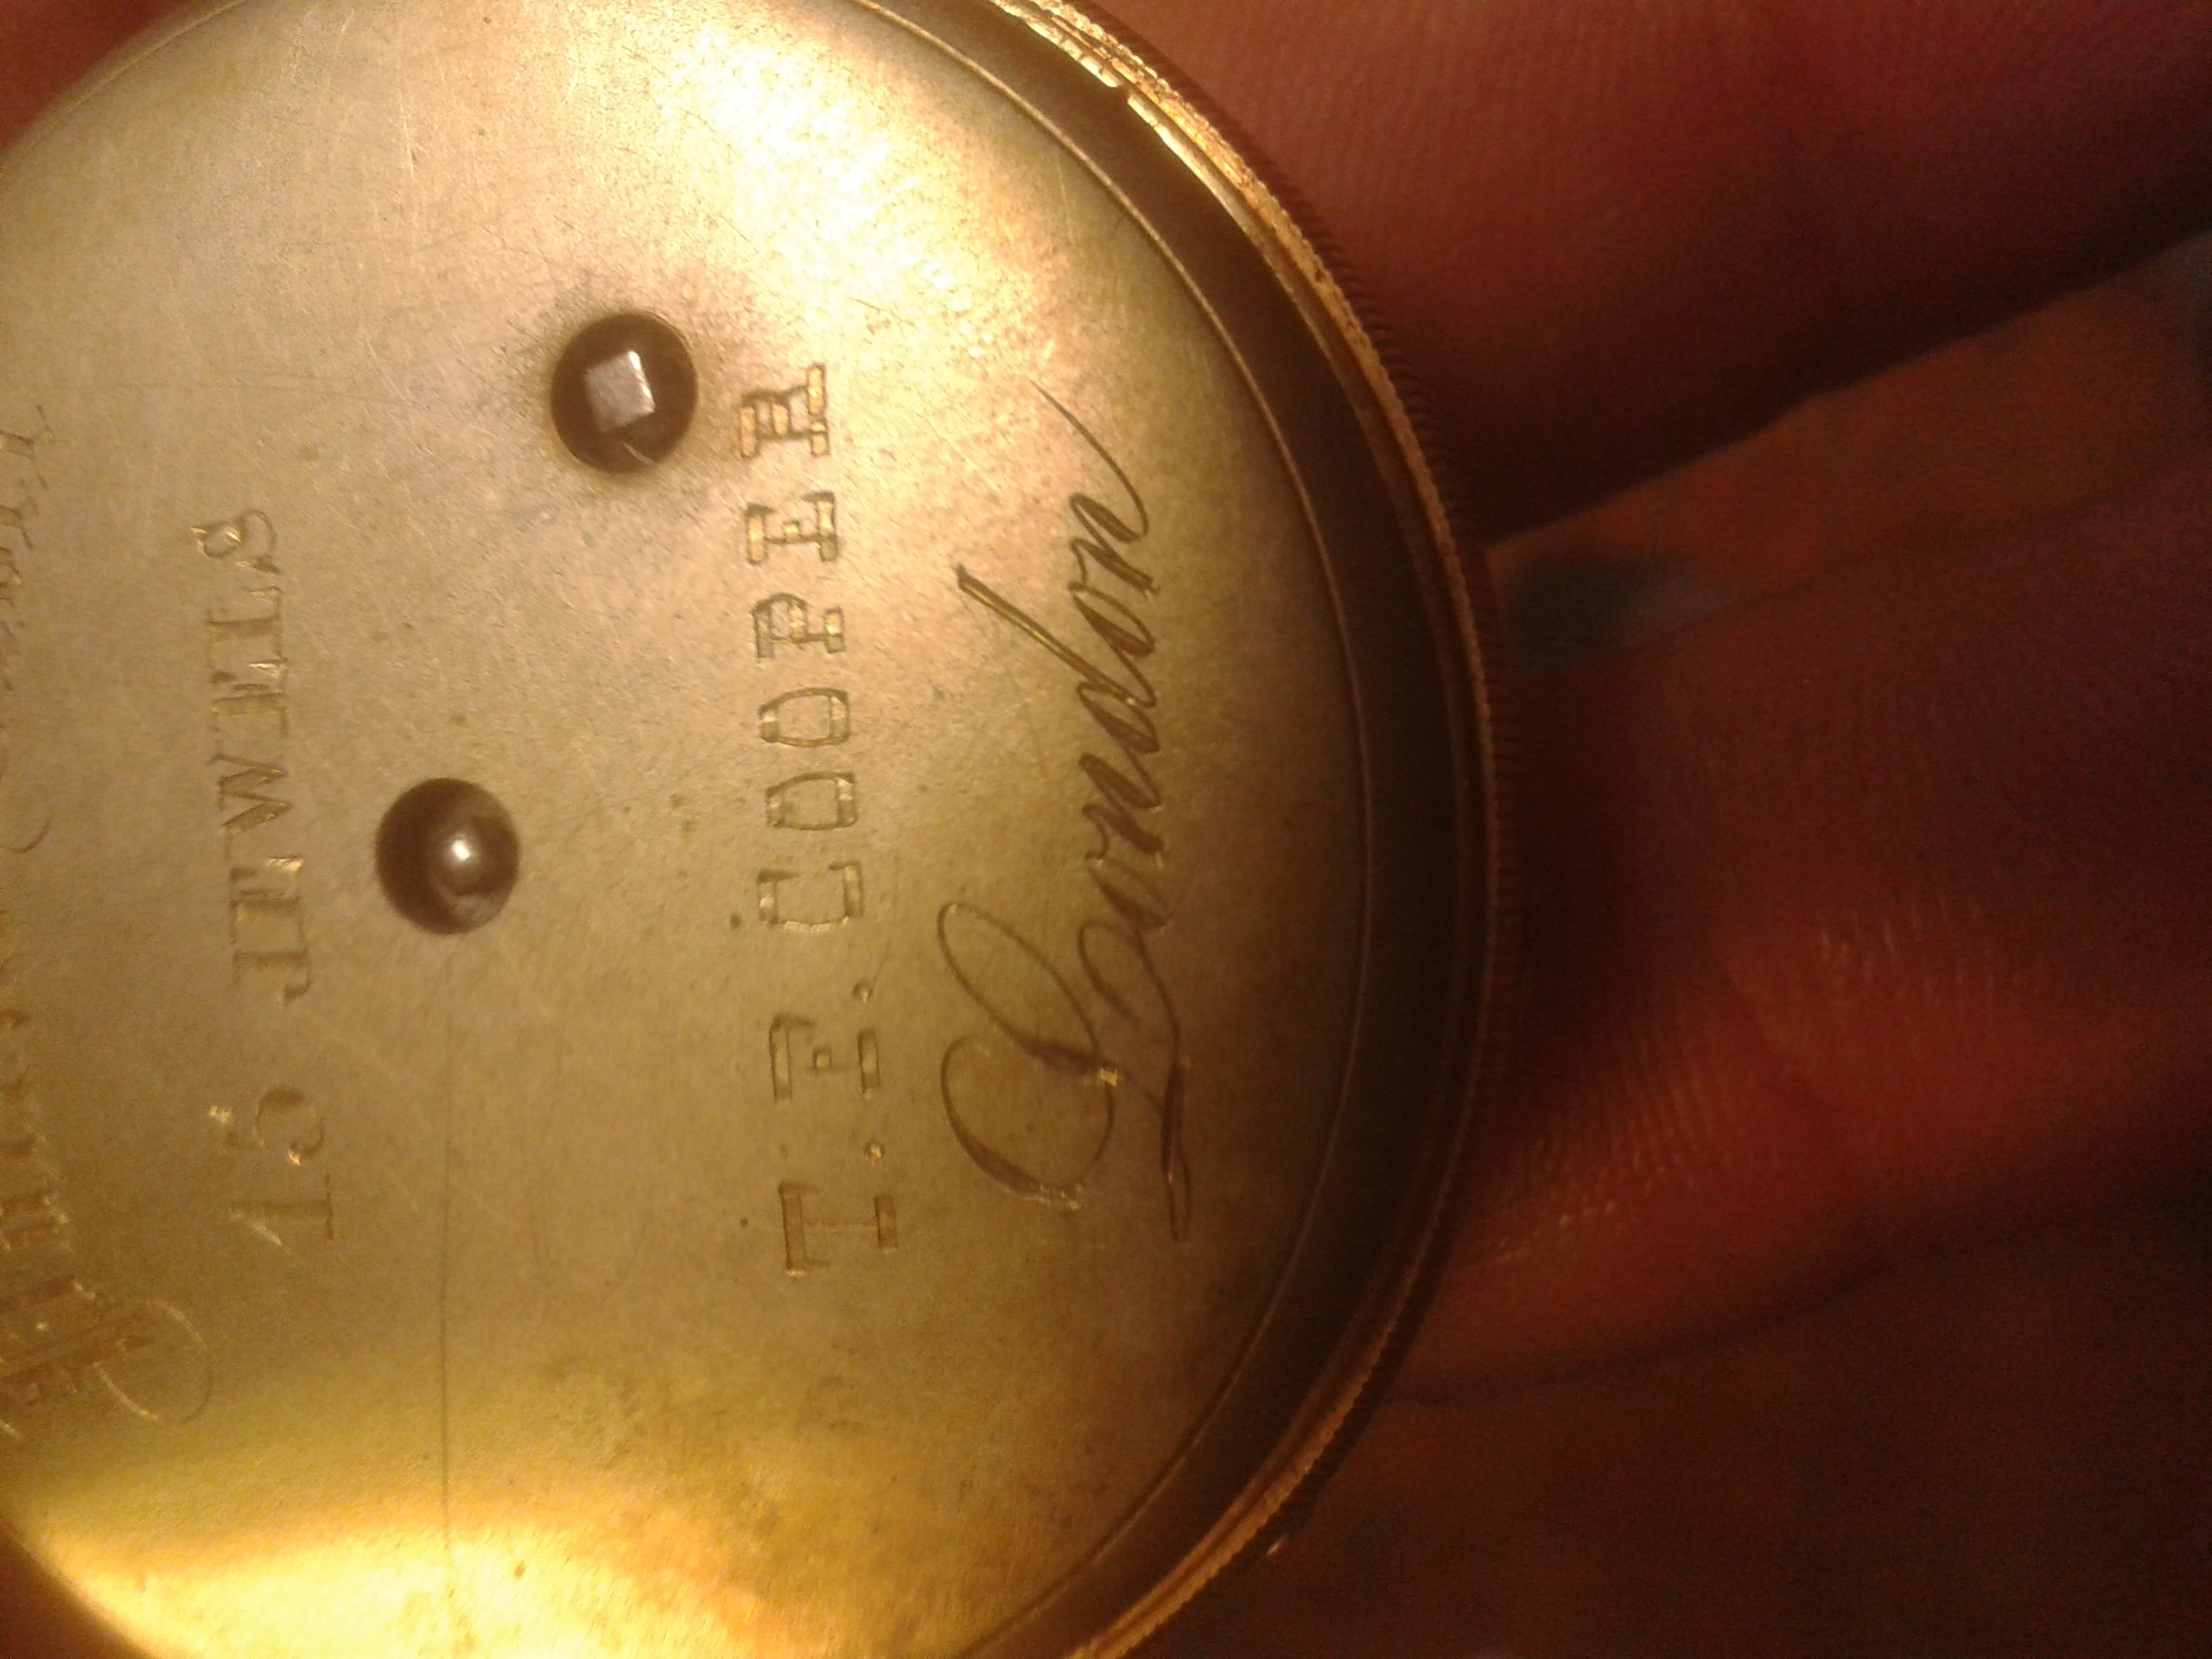 15 JEWELS
T. F. COOPER
London